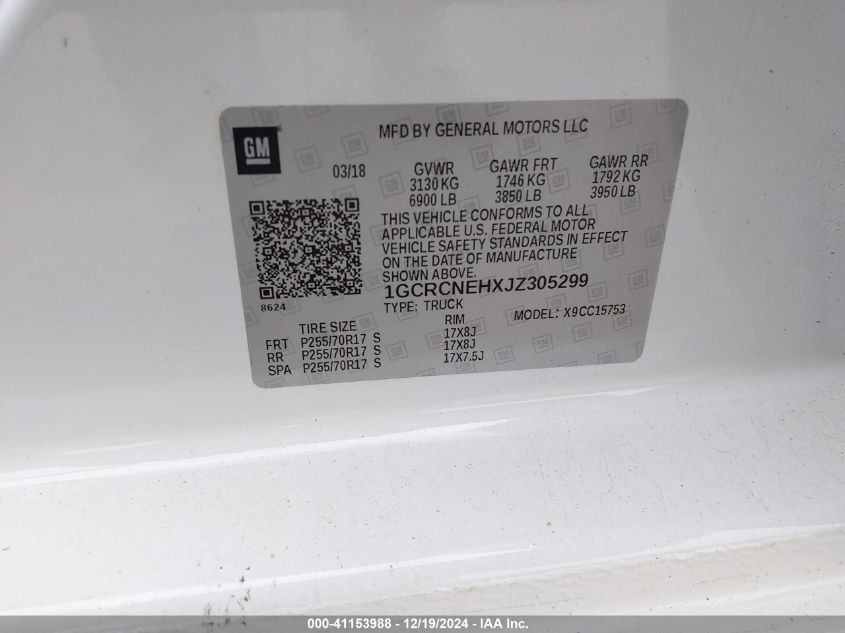 GM
MFD BY GENERAL MOTORS LLC
03/18 GVWR GAWR FRT GAWR RR
3130 KG 1746 KG 1792 KG
6900 LB 3850 LB 3950 LB
THIS VEHICLE CONFORMS TO ALL
APPLICABLE U.S. FEDERAL MOTOR
VEHICLE SAFETY STANDARDS IN EFFECT
ON THE DATE OF MANUFACTURE
SHOWN ABOVE.
1GCRCNEHXJZ305299
8624
TYPE: TRUCK MODEL: X9CC15753
TIRE SIZE RIM
FRT P255/70R17 S 17X8J
RR P255/70R17 S 17X8J
SPA P255/70R17 S 17X7.5J
000-41153988 - 12/19/2024 - IAA Inc.